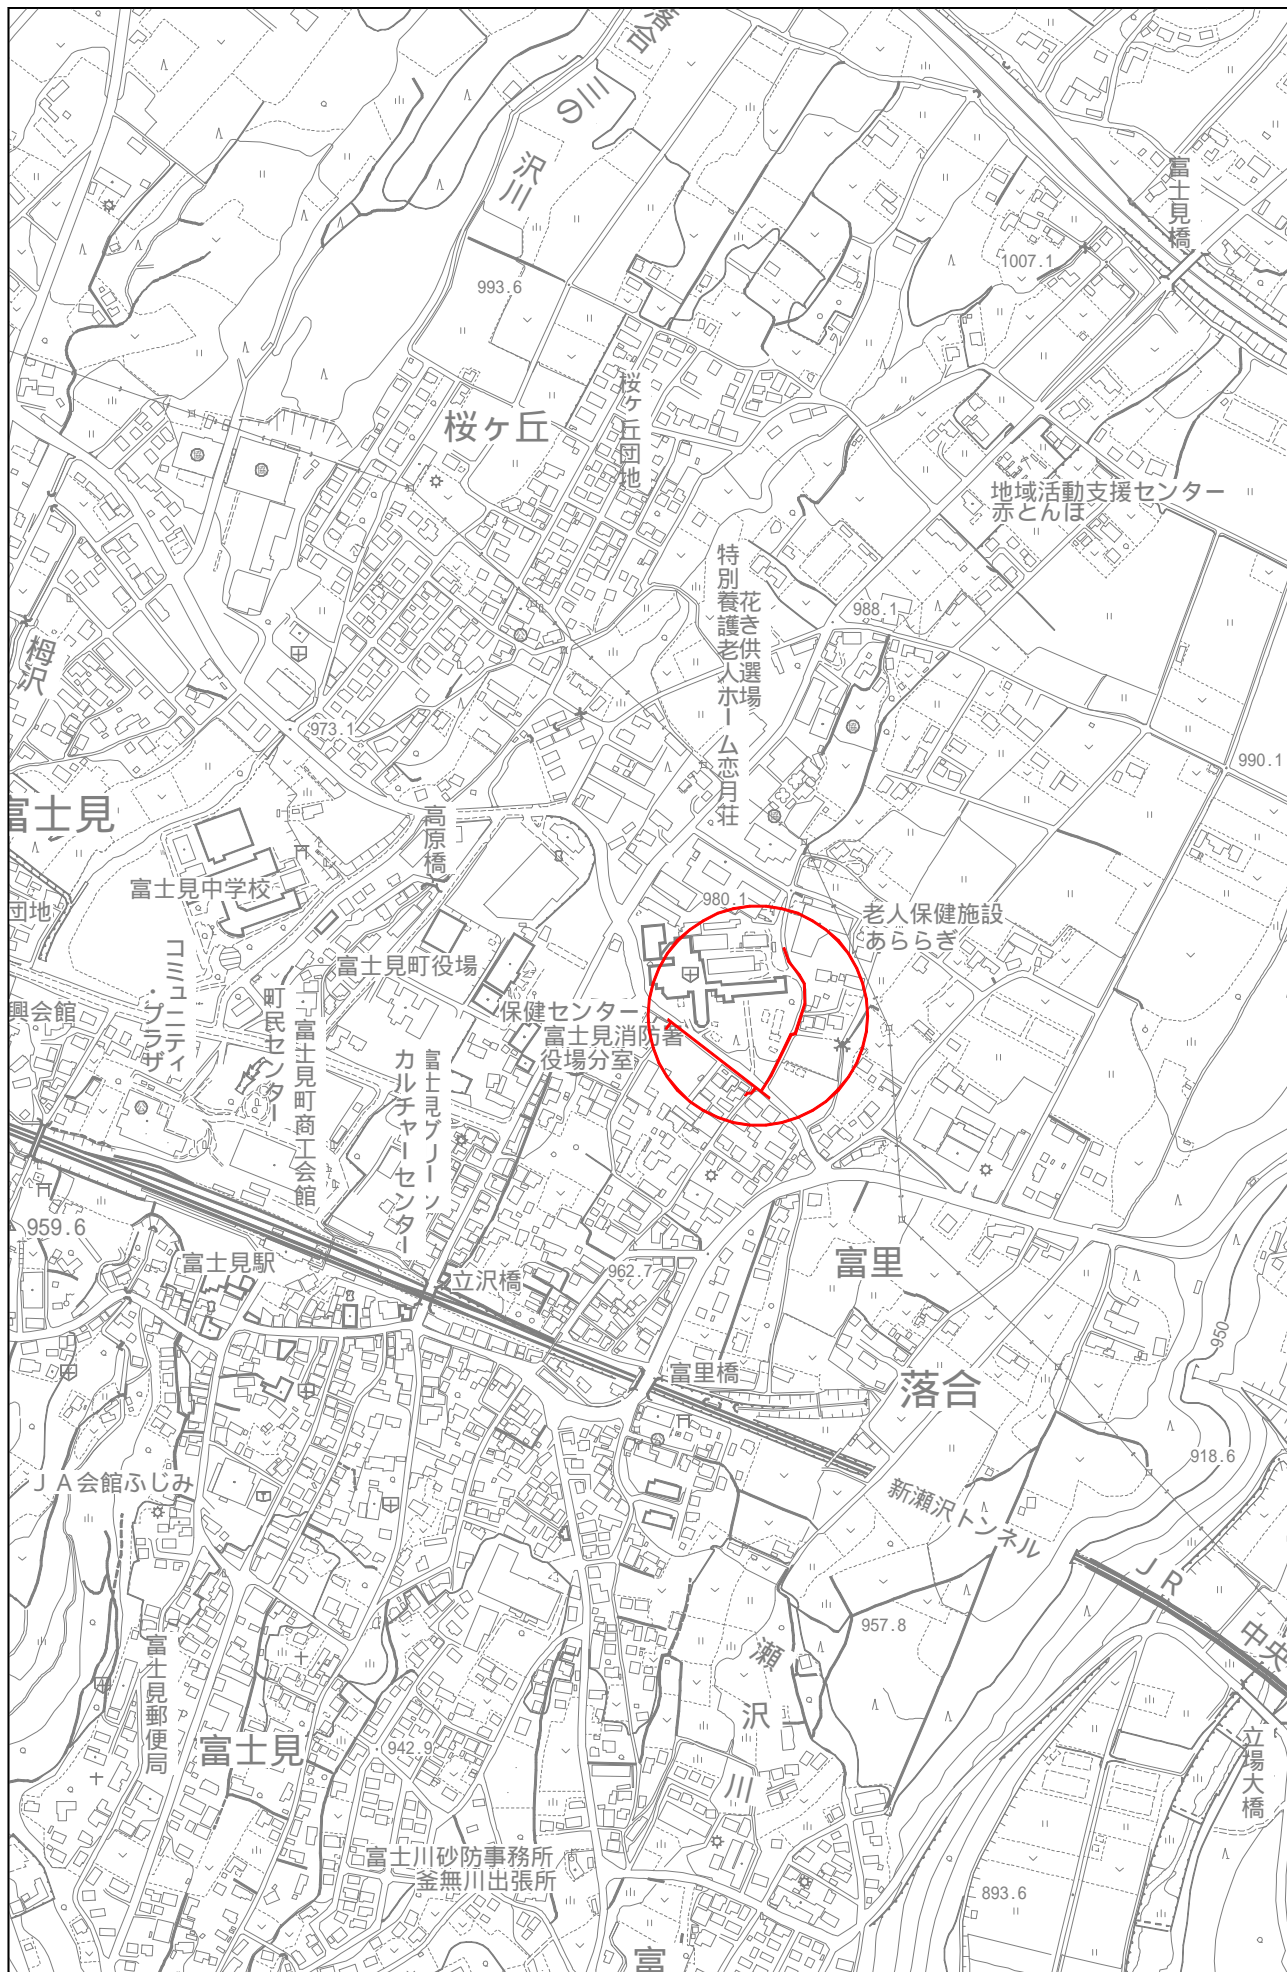 落合
三の
沢川
富士見橋
1007.1
993.6
桜ヶ丘
桜ヶ丘団地
地域活動支援センター
赤とんぼ
特別養護老人ホーム恋月荘
花き供選場
988.1
栂沢
973.1
990.1
富士見
高原橋
富士見中学校
団地
980.1
老人保健施設
あららぎ
富士見町役場
コミュニティ
・プラザ
町民センター
富士見町商工会館
興会館
保健センター
富士見消防署
役場分室
カルチャーセンター
富士見グリーン
959.6
富士見駅
立沢橋
962.7
富里
950
富里橋
落合
918.6
JA会館ふじみ
新瀬沢トンネル
JR
中央
957.8
瀬
沢
川
富士見郵便局
富士見
942.9
立場大橋
富士川砂防事務所
釜無川出張所
893.6
富